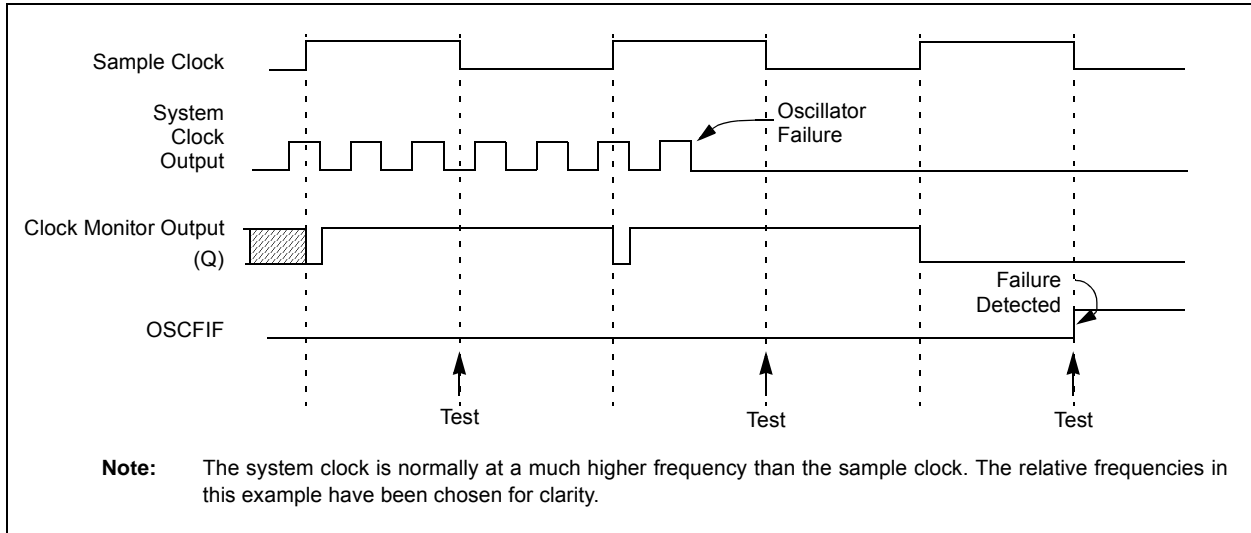 Sample Clock
System
Clock
Output
Oscillator
Failure
Clock Monitor Output
(Q)
Failure
Detected
OSCFIF
Test
Test
Test
Note: The system clock is normally at a much higher frequency than the sample clock. The relative frequencies in
this example have been chosen for clarity.